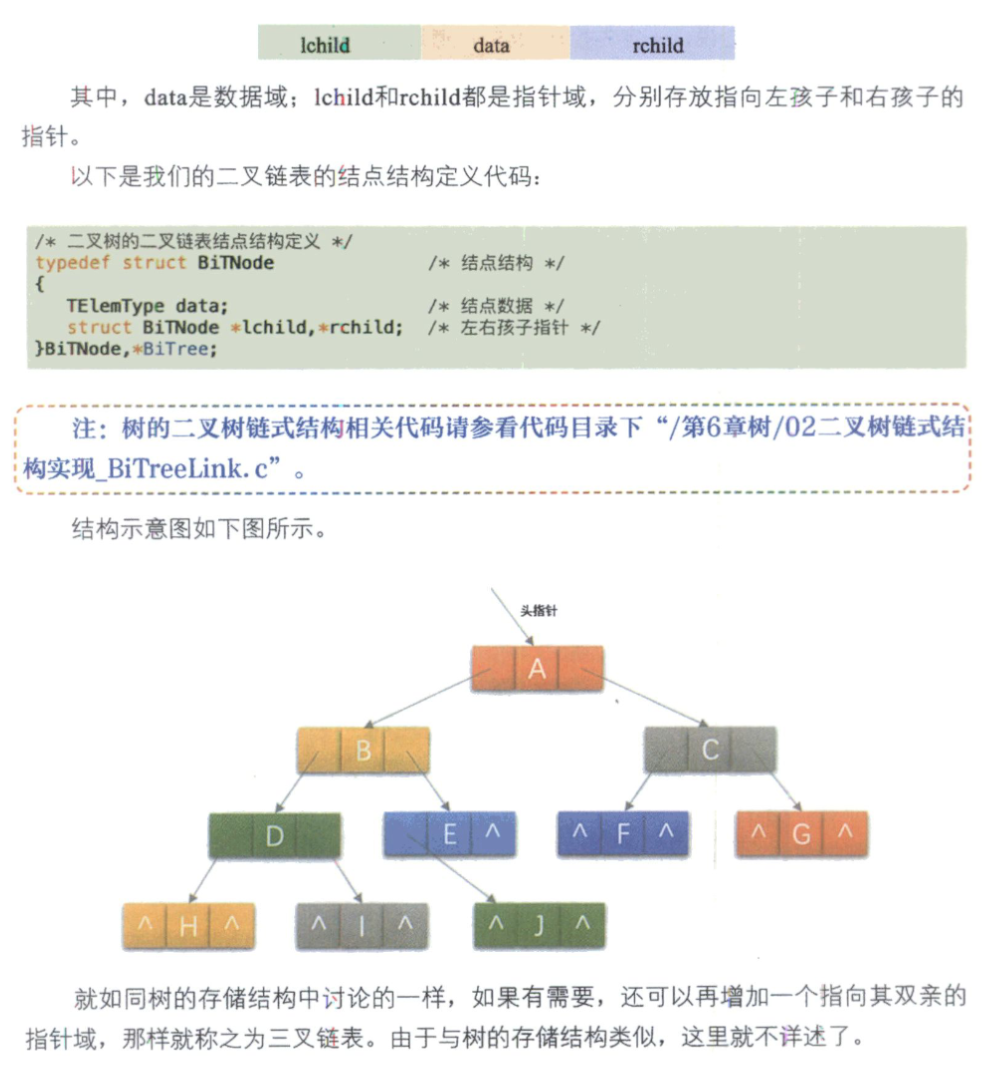 lchild data rchild
其中，data是数据域；lchild和rchild都是指针域，分别存放指向左孩子和右孩子的
指针。
以下是我们的二叉链表的结点结构定义代码：
/* 二叉树的二叉链表结点结构定义 */
typedef struct BiTNode /* 结点结构 */
{
TElemType data; /* 结点数据 */
struct BiTNode *lchild,*rchild; /* 左右孩子指针 */
}BiTNode,*BiTree;
注：树的二叉树链式结构相关代码请参看代码目录下“/第6章树/02二叉树链式结
构实现_BiTreeLink.c”。
结构示意图如下图所示。
头指针
A
B C
D E ^ ^ F ^ ^ G ^
^ H ^ ^ I ^ ^ J ^
就如同树的存储结构中讨论的一样，如果有需要，还可以再增加一个指向其双亲的
指针域，那样就称之为三叉链表。由于与树的存储结构类似，这里就不详述了。